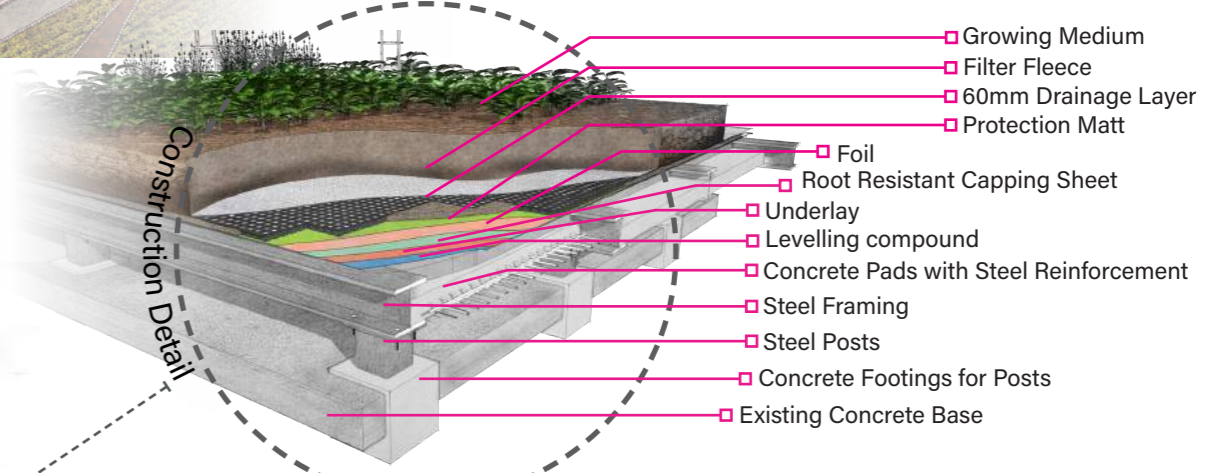 Growing Medium
Filter Fleece
60mm Drainage Layer
Protection Matt
Foil
Root Resistant Capping Sheet
Underlay
Levelling compound
Concrete Pads with Steel Reinforcement
Steel Framing
Steel Posts
Concrete Footings for Posts
Existing Concrete Base
Construction Detail